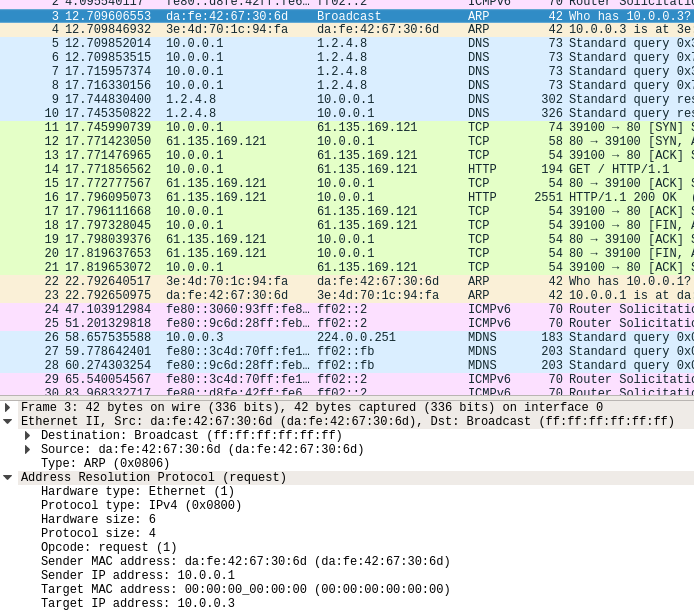 2 4.095540117 fe80::d8fe:42ff:fe6… ff02::2 ICMPv6 70 Router Solicitatio
3 12.709606553 da:fe:42:67:30:6d Broadcast ARP 42 Who has 10.0.0.3?
4 12.709846932 3e:4d:70:1c:94:fa da:fe:42:67:30:6d ARP 42 10.0.0.3 is at 3e
5 12.709852014 10.0.0.1 1.2.4.8 DNS 73 Standard query 0x
6 12.709853515 10.0.0.1 1.2.4.8 DNS 73 Standard query 0x7
7 17.715957374 10.0.0.1 1.2.4.8 DNS 73 Standard query 0x3
8 17.716330156 10.0.0.1 1.2.4.8 DNS 73 Standard query 0x7
9 17.744830400 1.2.4.8 10.0.0.1 DNS 302 Standard query res
10 17.745350822 1.2.4.8 10.0.0.1 DNS 326 Standard query res
11 17.745990739 10.0.0.1 61.135.169.121 TCP 74 39100 → 80 [SYN] S
12 17.771423050 61.135.169.121 10.0.0.1 TCP 58 80 → 39100 [SYN, A
13 17.771476965 10.0.0.1 61.135.169.121 TCP 54 39100 → 80 [ACK] S
14 17.771856562 10.0.0.1 61.135.169.121 HTTP 194 GET / HTTP/1.1
15 17.772777567 61.135.169.121 10.0.0.1 TCP 54 80 → 39100 [ACK] S
16 17.796095073 61.135.169.121 10.0.0.1 HTTP 2551 HTTP/1.1 200 OK (
17 17.796111668 10.0.0.1 61.135.169.121 TCP 54 39100 → 80 [ACK] S
18 17.797328045 10.0.0.1 61.135.169.121 TCP 54 39100 → 80 [FIN, A
19 17.798039376 61.135.169.121 10.0.0.1 TCP 54 80 → 39100 [ACK] S
20 17.819637653 61.135.169.121 10.0.0.1 TCP 54 80 → 39100 [FIN, A
21 17.819653072 10.0.0.1 61.135.169.121 TCP 54 39100 → 80 [ACK] S
22 22.792640517 3e:4d:70:1c:94:fa da:fe:42:67:30:6d ARP 42 Who has 10.0.0.1?
23 22.792650975 da:fe:42:67:30:6d 3e:4d:70:1c:94:fa ARP 42 10.0.0.1 is at da
24 47.103912984 fe80::3060:93ff:fe8… ff02::2 ICMPv6 70 Router Solicitatio
25 51.201329818 fe80::9c6d:28ff:feb… ff02::2 ICMPv6 70 Router Solicitatio
26 58.657535588 10.0.0.3 224.0.0.251 MDNS 183 Standard query 0x0
27 59.778642401 fe80::3c4d:70ff:fe1… ff02::fb MDNS 203 Standard query 0x0
28 60.274303254 fe80::9c6d:28ff:feb… ff02::fb MDNS 203 Standard query 0x0
29 65.540054567 fe80::3c4d:70ff:fe1… ff02::2 ICMPv6 70 Router Solicitatio
30 83.968332717 fe80::d8fe:42ff:fe6… ff02::2 ICMPv6 70 Router Solicitatio
Frame 3: 42 bytes on wire (336 bits), 42 bytes captured (336 bits) on interface 0
Ethernet II, Src: da:fe:42:67:30:6d (da:fe:42:67:30:6d), Dst: Broadcast (ff:ff:ff:ff:ff:ff)
Destination: Broadcast (ff:ff:ff:ff:ff:ff)
Source: da:fe:42:67:30:6d (da:fe:42:67:30:6d)
Type: ARP (0x0806)
Address Resolution Protocol (request)
Hardware type: Ethernet (1)
Protocol type: IPv4 (0x0800)
Hardware size: 6
Protocol size: 4
Opcode: request (1)
Sender MAC address: da:fe:42:67:30:6d (da:fe:42:67:30:6d)
Sender IP address: 10.0.0.1
Target MAC address: 00:00:00_00:00:00 (00:00:00:00:00:00)
Target IP address: 10.0.0.3